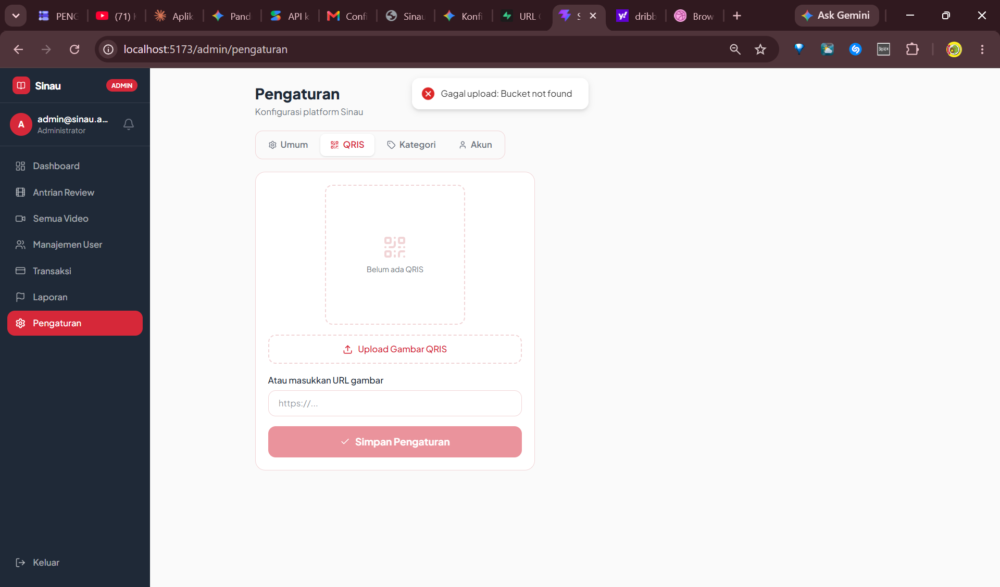 PENG
(71)
Aplik
Pand
API k
Confi
Sinau
Konfi
URL
dribb
Brow
Ask Gemini
localhost:5173/admin/pengaturan
Skip Ad
Sinau
ADMIN
A
admin@sinau.a...
Administrator
Dashboard
Antrian Review
Semua Video
Manajemen User
Transaksi
Laporan
Pengaturan
Keluar
Pengaturan
Konfigurasi platform Sinau
Gagal upload: Bucket not found
Umum
QRIS
Kategori
Akun
Belum ada QRIS
Upload Gambar QRIS
Atau masukkan URL gambar
https://...
Simpan Pengaturan